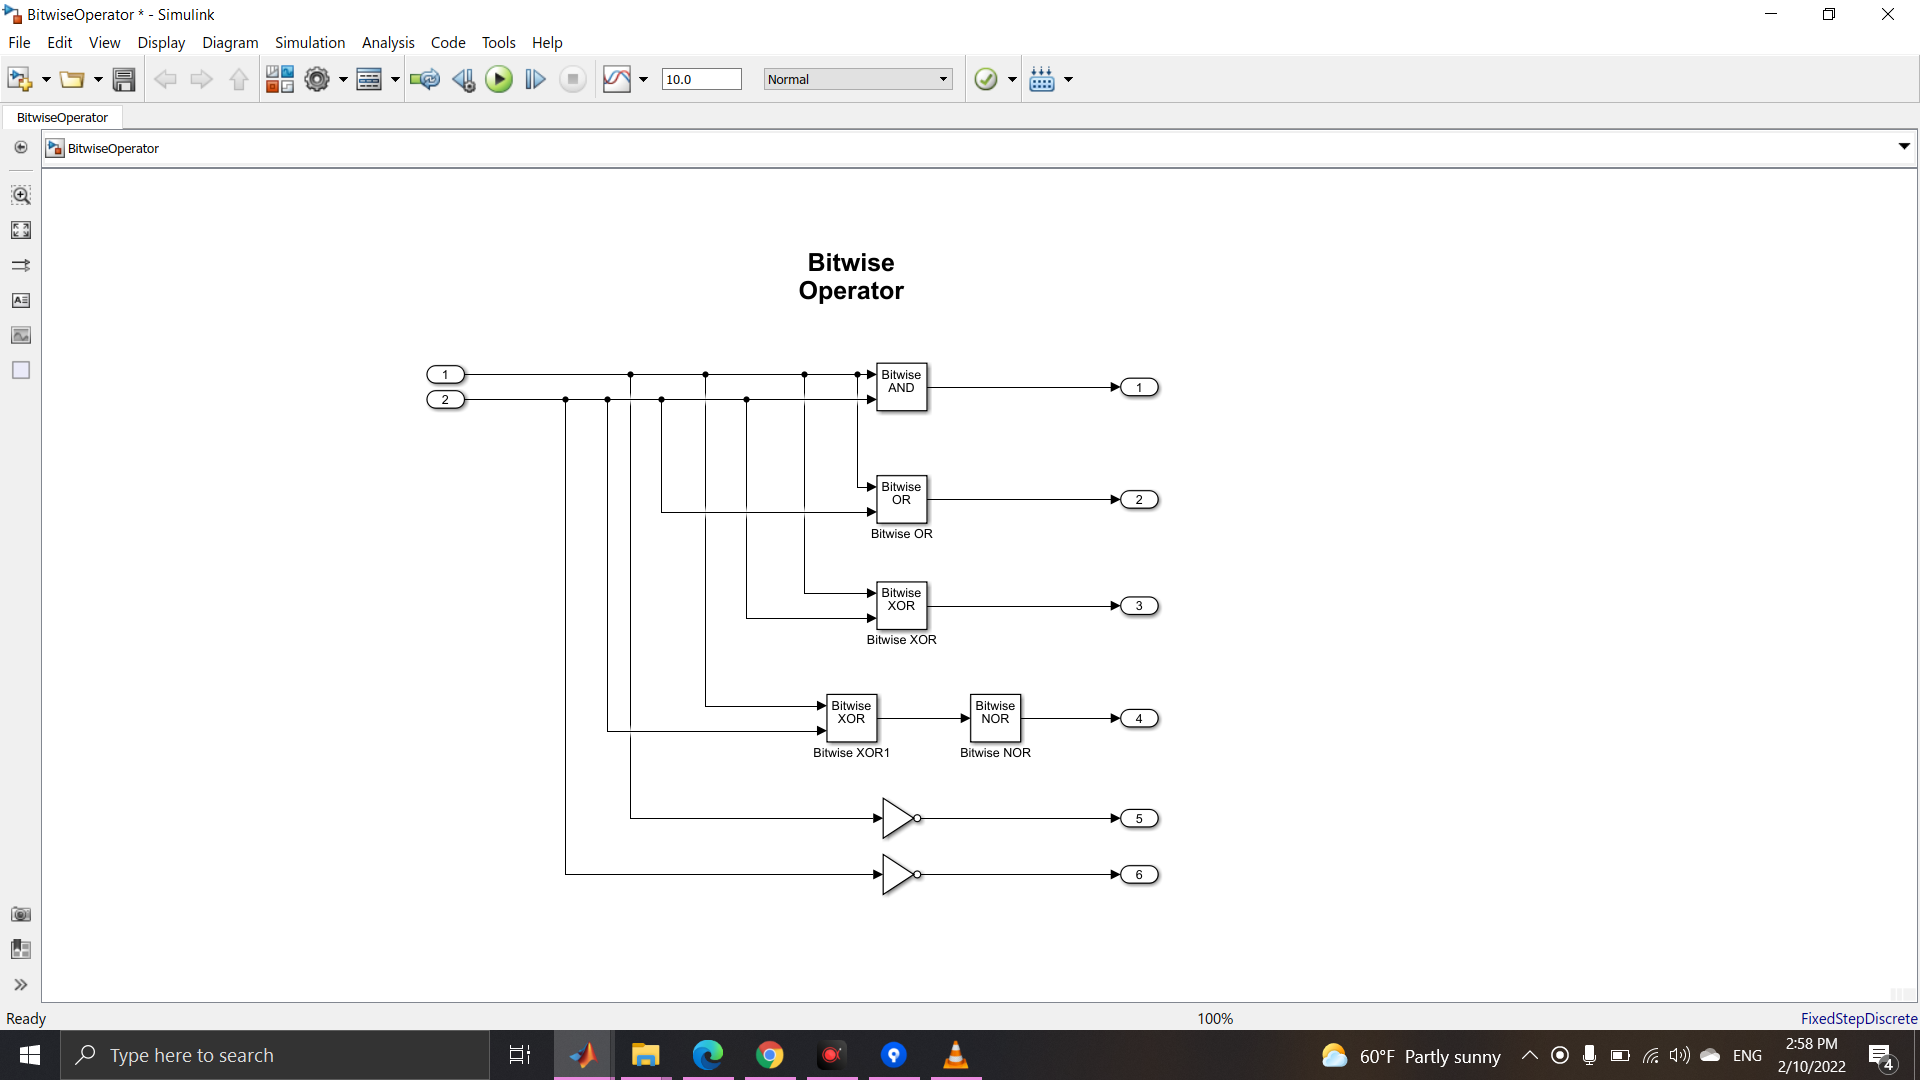 BitwiseOperator * - Simulink
File Edit View Display Diagram Simulation Analysis Code Tools Help
10.0 Normal
BitwiseOperator
BitwiseOperator
Bitwise
Operator
1
2
Bitwise
AND
1
Bitwise
OR
2
Bitwise OR
Bitwise
XOR
3
Bitwise XOR
Bitwise
XOR
Bitwise
NOR
4
Bitwise XOR1
Bitwise NOR
5
6
Ready 100% FixedStepDiscrete
Type here to search
60°F Partly sunny
ENG
2:58 PM
2/10/2022
4